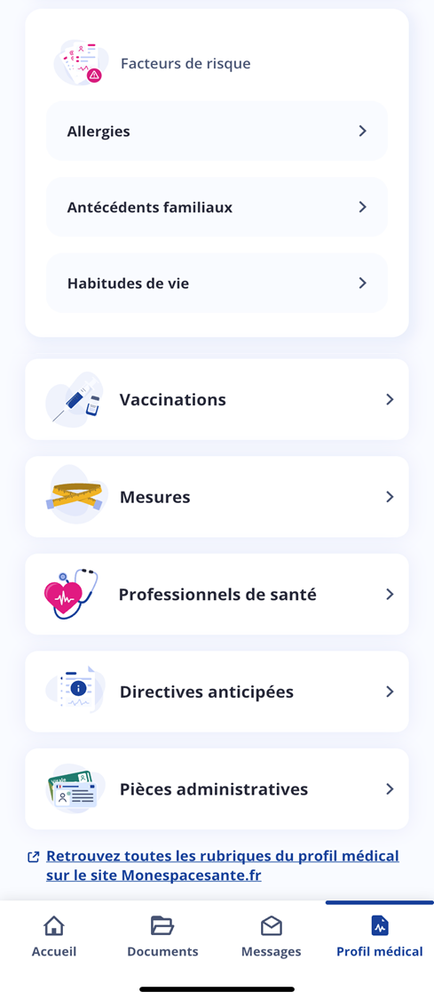 Facteurs de risque
Allergies
Antécédents familiaux
Habitudes de vie
Vaccinations
Mesures
Professionnels de santé
Directives anticipées
Vitale
Pièces administratives
Retrouvez toutes les rubriques du profil médical
sur le site Monespacesante.fr
Accueil
Documents
Messages
Profil médical